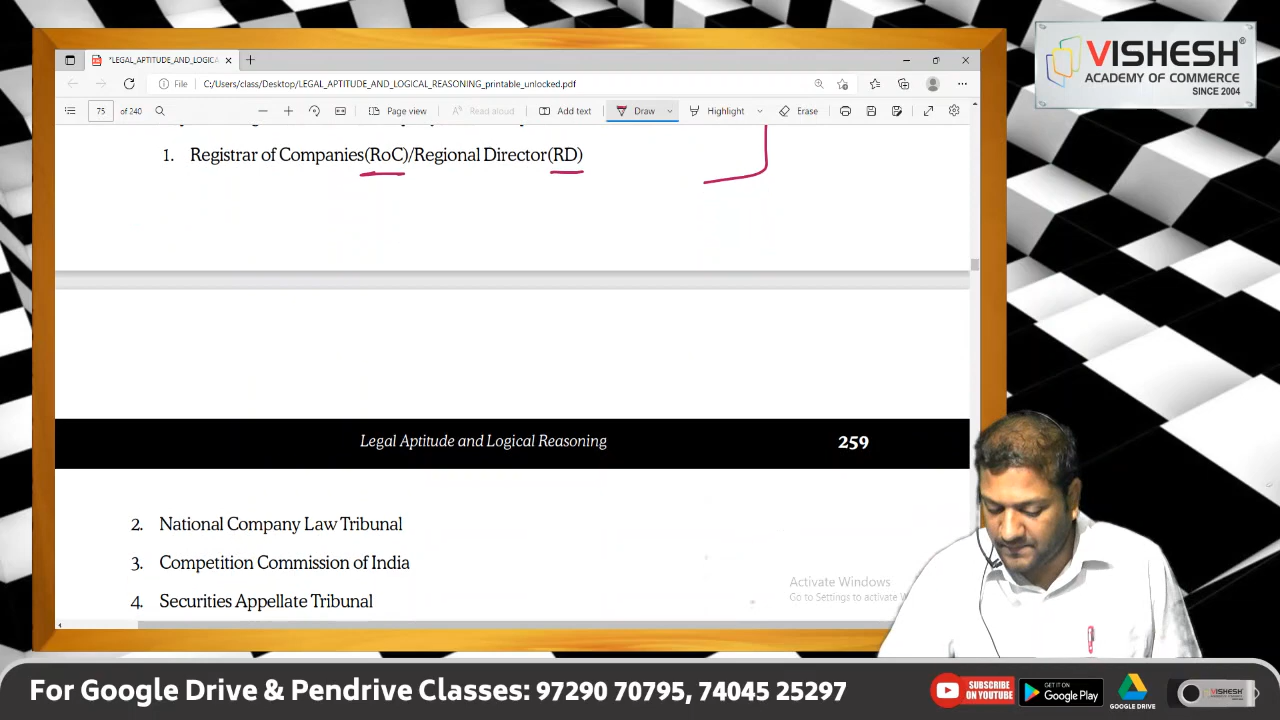 *LEGAL_APTITUDE_AND_LOGICA
File
C:/Users/class/Desktop/LEGAL_APTITUDE_AND_LOGICAL_REASONING_printable_unlocked.pdf
75 of 240
Page view
Read aloud
Add text
Draw
Highlight
Erase
1. Registrar of Companies(RoC)/Regional Director(RD)
Legal Aptitude and Logical Reasoning 259
2. National Company Law Tribunal
3. Competition Commission of India
4. Securities Appellate Tribunal
Activate Windows
Go to Settings to activate W
VISHESH®
ACADEMY OF COMMERCE
SINCE 2004
For Google Drive & Pendrive Classes: 97290 70795, 74045 25297
SUBSCRIBE
ON YOUTUBE
GET IT ON
Google Play
GOOGLE DRIVE
VISHESH